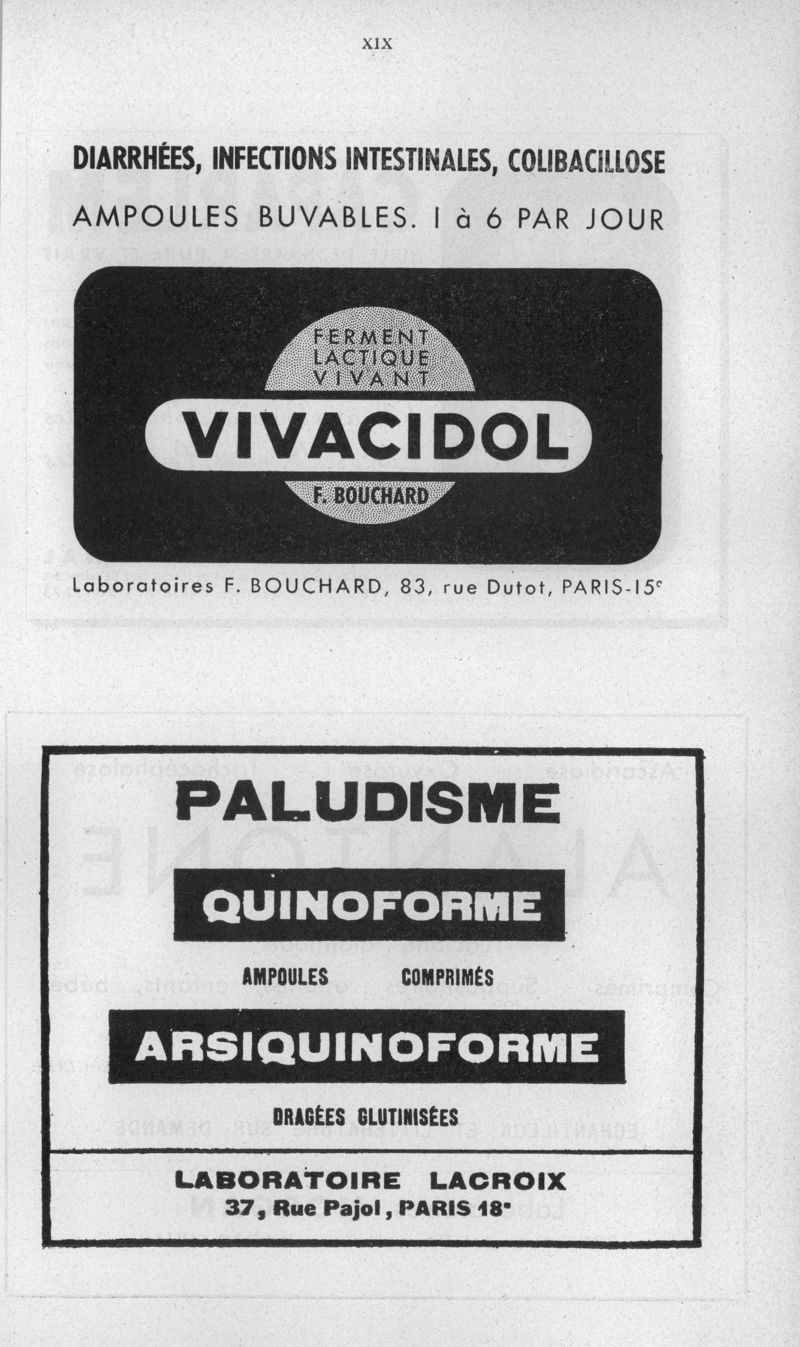 XIX
DIARRHÉES, INFECTIONS INTESTINALES, COLIBACILLOSE
AMPOULES BUVABLES. 1 à 6 PAR JOUR
FERMENT
LACTIQUE
VIVANT
VIVACIDOL
F. BOUCHARD
Laboratoires F. BOUCHARD, 83, rue Dutot, PARIS-15ᵉ
PALUDISME
QUINOFORME
AMPOULES COMPRIMÉS
ARSIQUINOFORME
DRAGÉES GLUTINISÉES
LABORATOIRE LACROIX
37, Rue Pajol, PARIS 18ᵉ